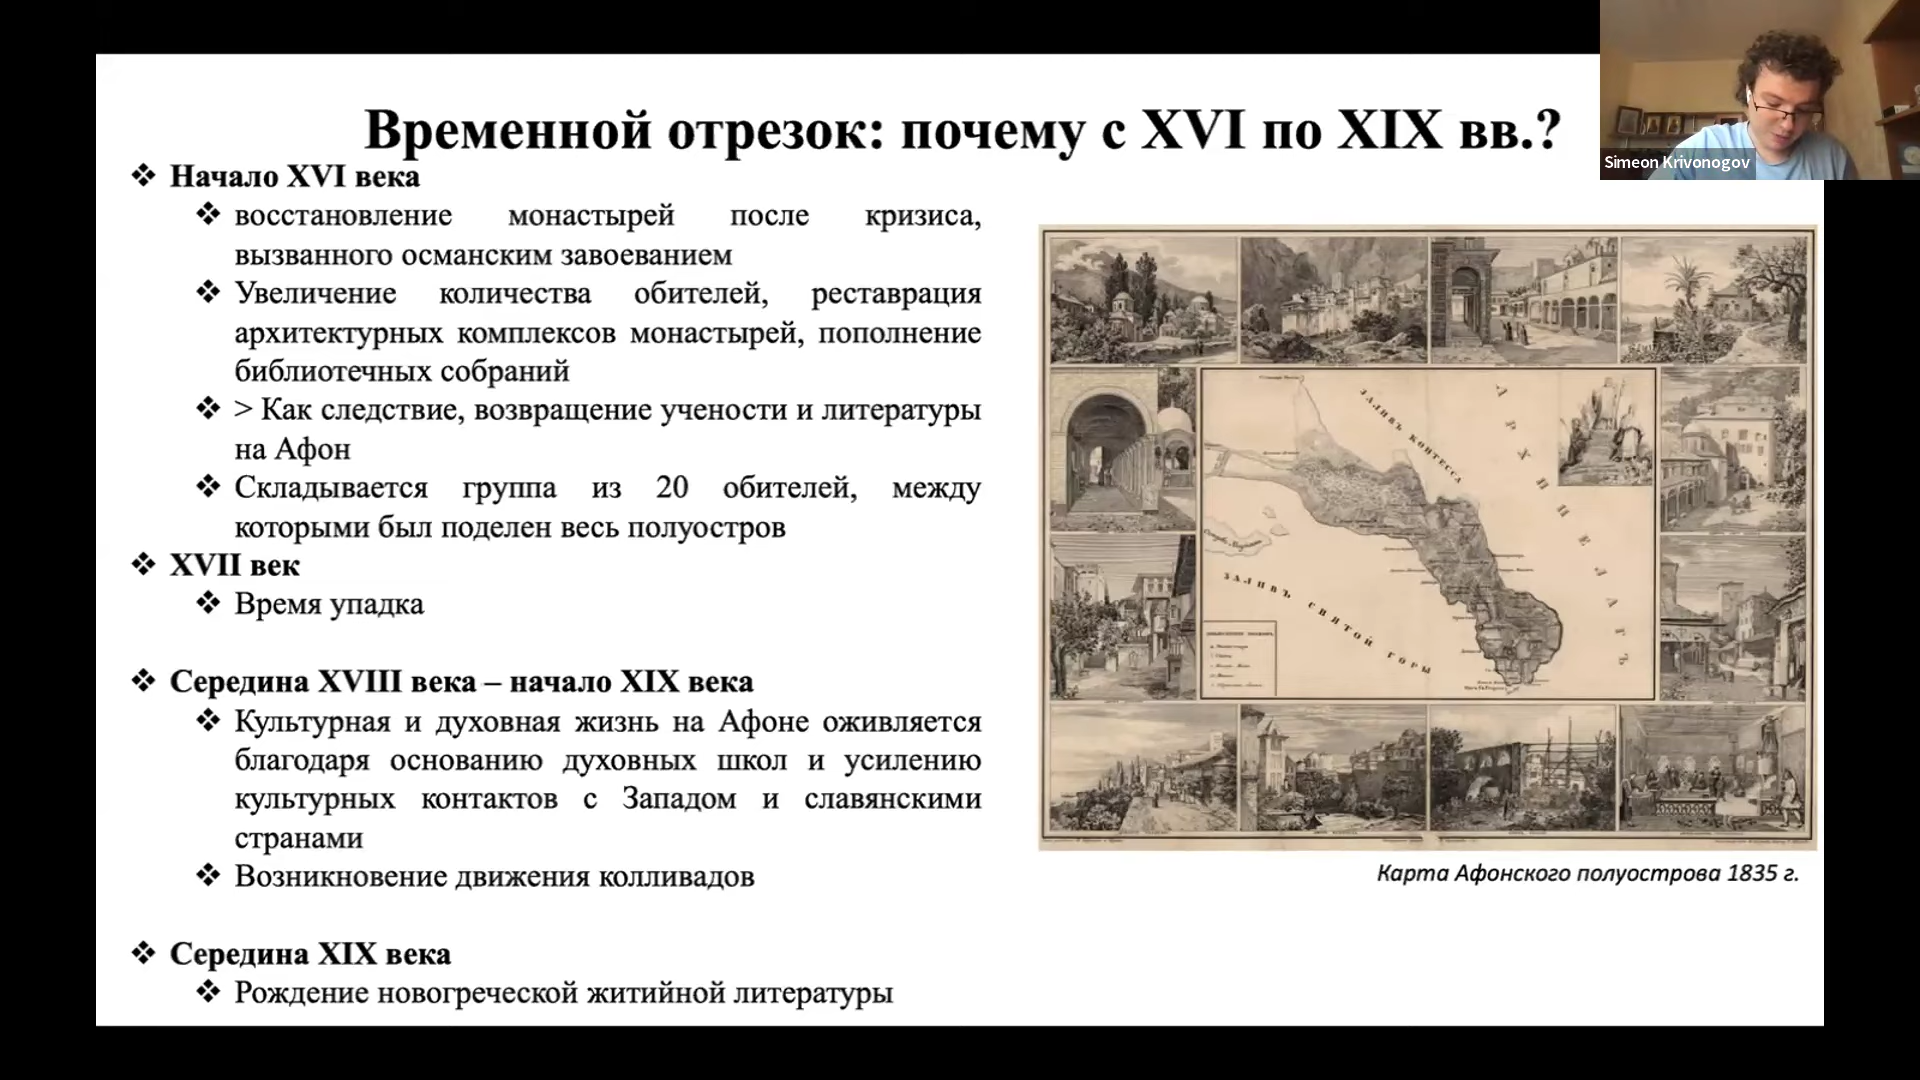 Временной отрезок: почему с XVI по XIX вв.?
Simeon Krivonogov
❖ Начало XVI века
❖ восстановление монастырей после кризиса,
вызванного османским завоеванием
❖ Увеличение количества обителей, реставрация
архитектурных комплексов монастырей, пополнение
библиотечных собраний
❖ > Как следствие, возвращение учености и литературы
на Афон
❖ Складывается группа из 20 обителей, между
которыми был поделен весь полуостров
❖ XVII век
❖ Время упадка
❖ Середина XVIII века – начало XIX века
❖ Культурная и духовная жизнь на Афоне оживляется
благодаря основанию духовных школ и усилению
культурных контактов с Западом и славянскими
странами
❖ Возникновение движения колливадов
❖ Середина XIX века
❖ Рождение новогреческой житийной литературы
ЗАЛИВЪ КОНТЕССА
АРХИПЕЛАГЪ
ЗАЛИВЪ СВЯТОЙ ГОРЫ
Карта Афонского полуострова 1835 г.